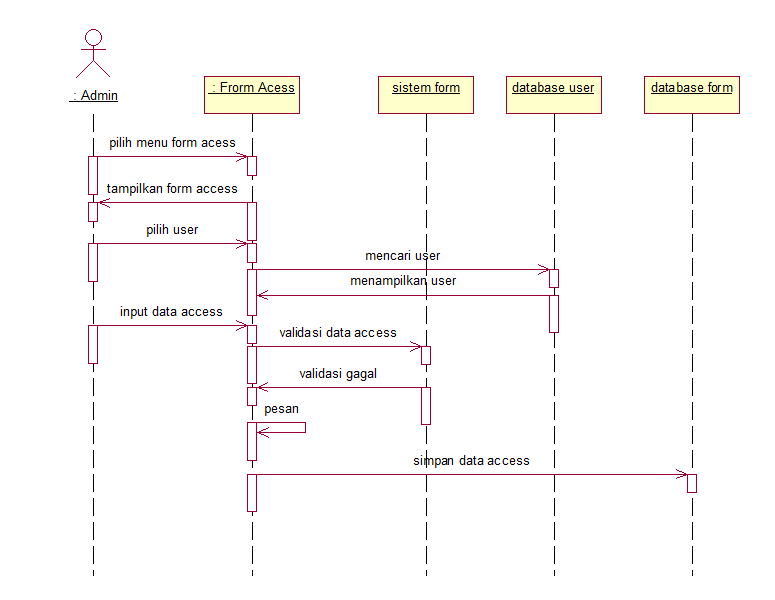 : Admin
: Frorm Acess
sistem form
database user
database form
pilih menu form acess
tampilkan form access
pilih user
mencari user
menampilkan user
input data access
validasi data access
validasi gagal
pesan
simpan data access